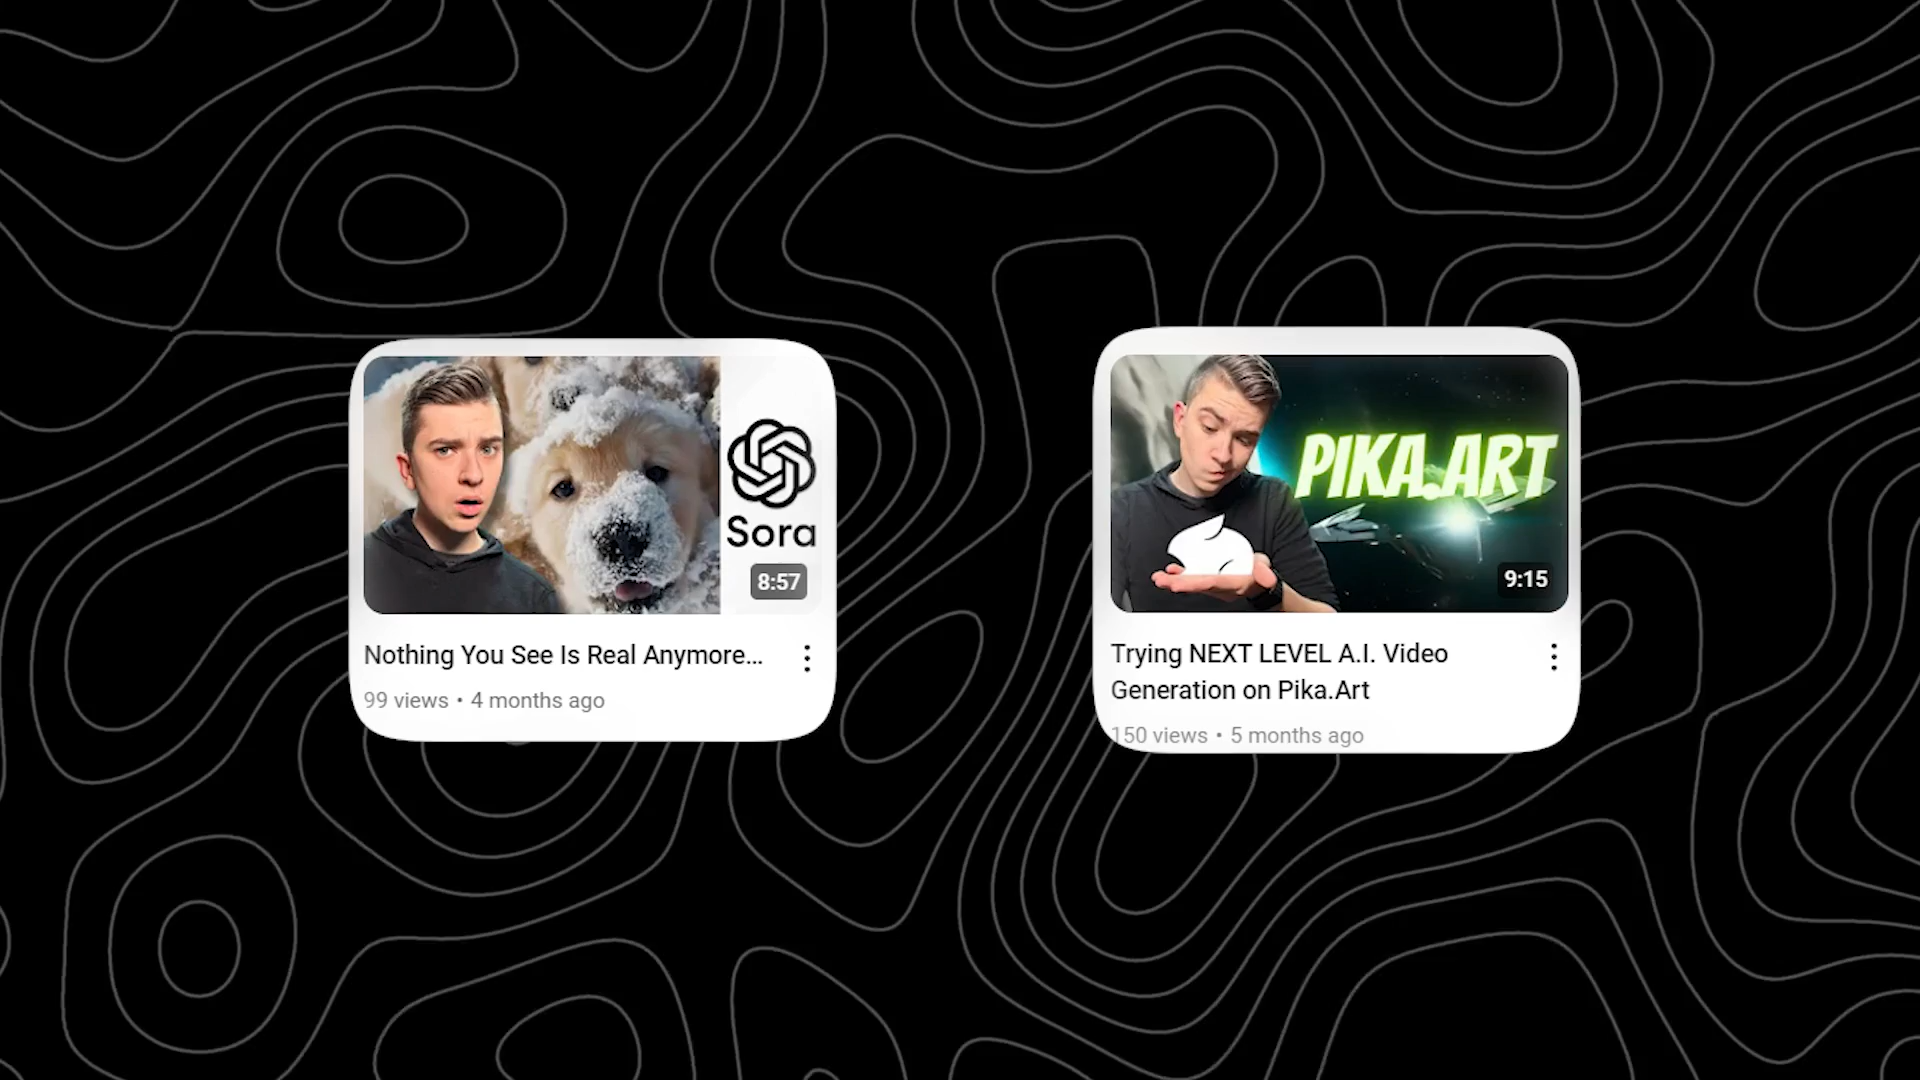 Sora
8:57
Nothing You See Is Real Anymore...
99 views • 4 months ago
PIKA.ART
9:15
Trying NEXT LEVEL A.I. Video
Generation on Pika.Art
150 views • 5 months ago